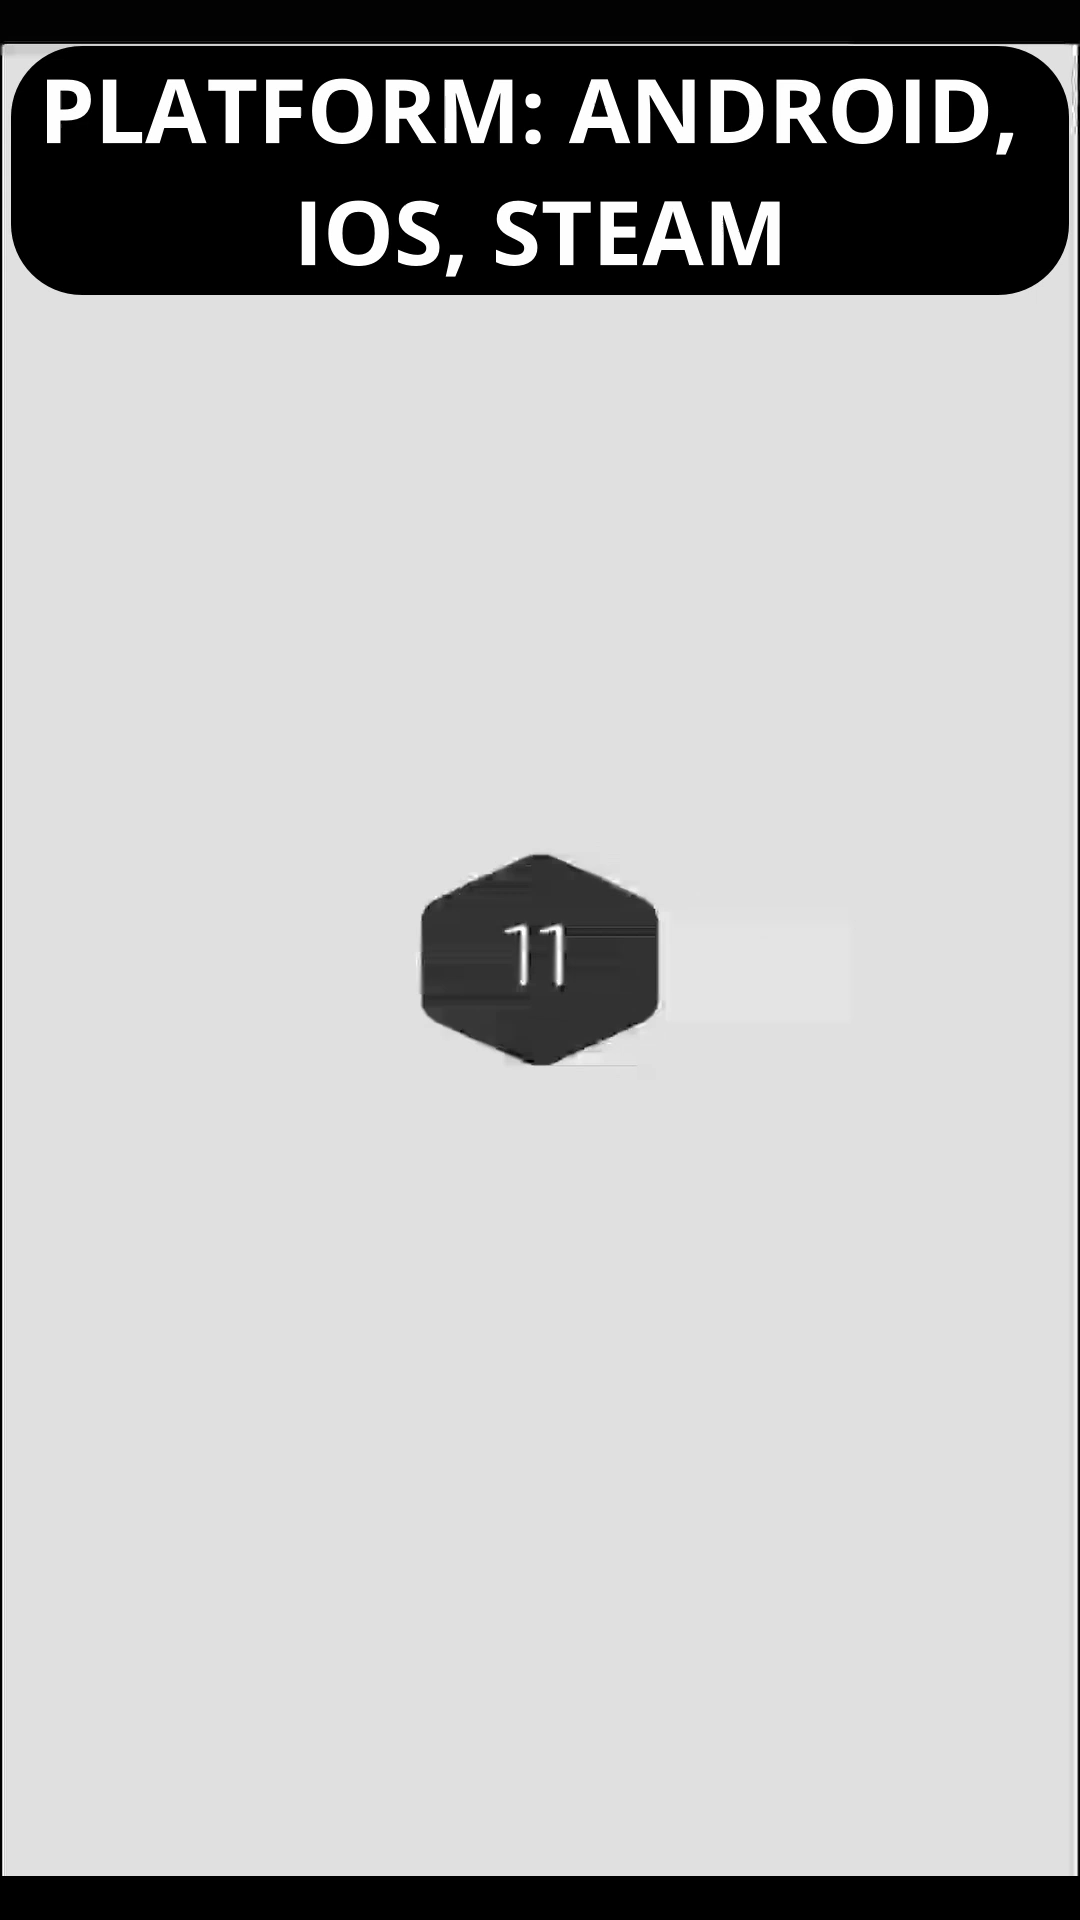 PLATFORM: ANDROID,
IOS, STEAM
11